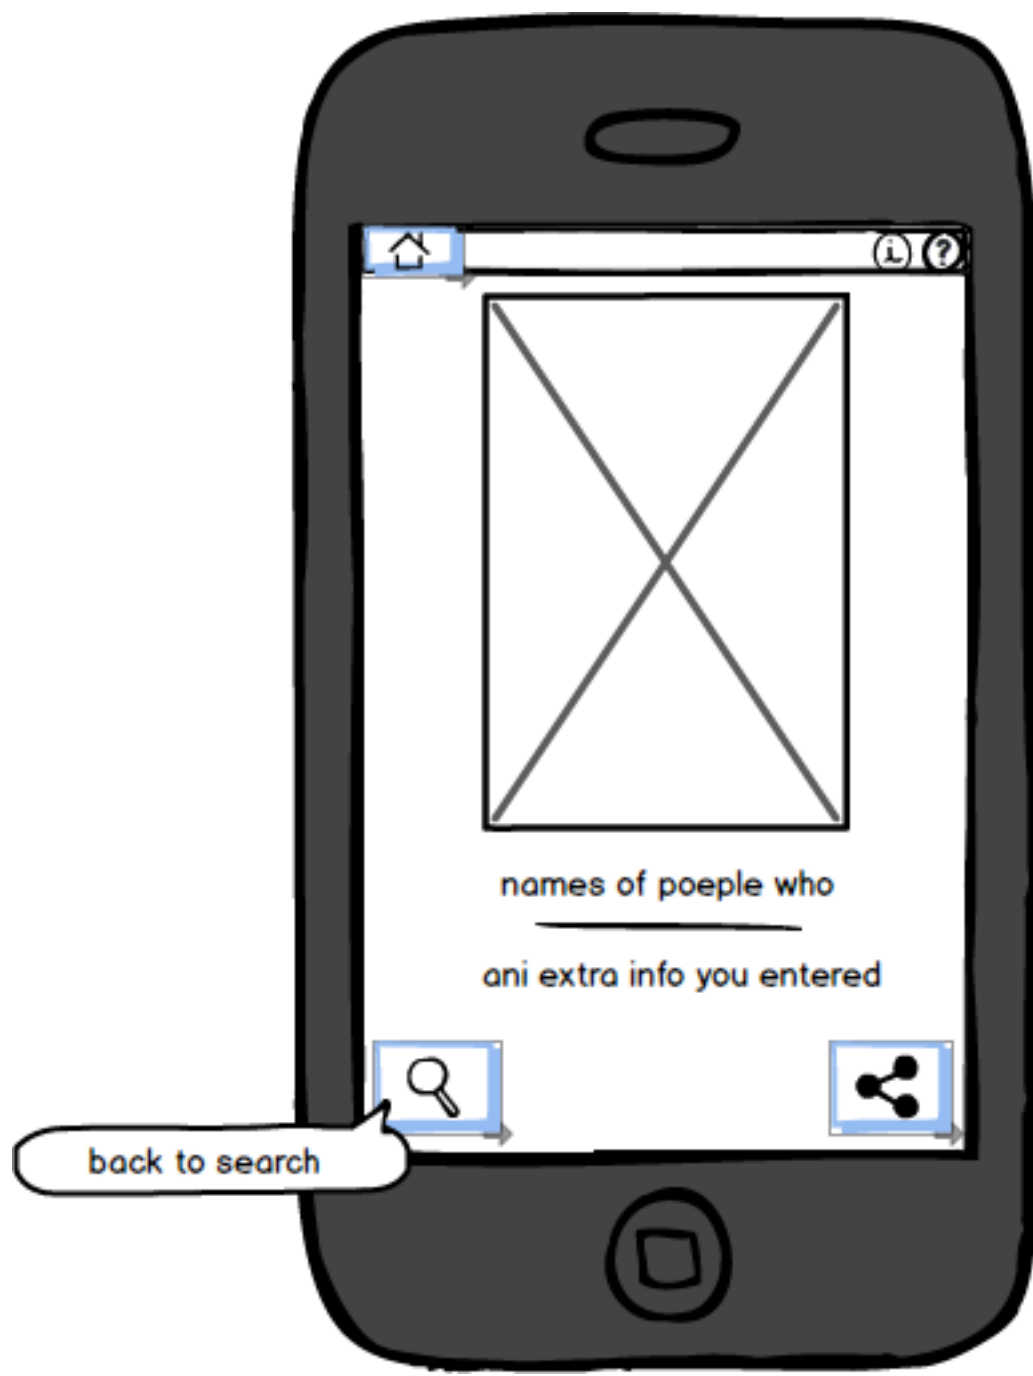 i ?
names of poeple who
ani extra info you entered
back to search